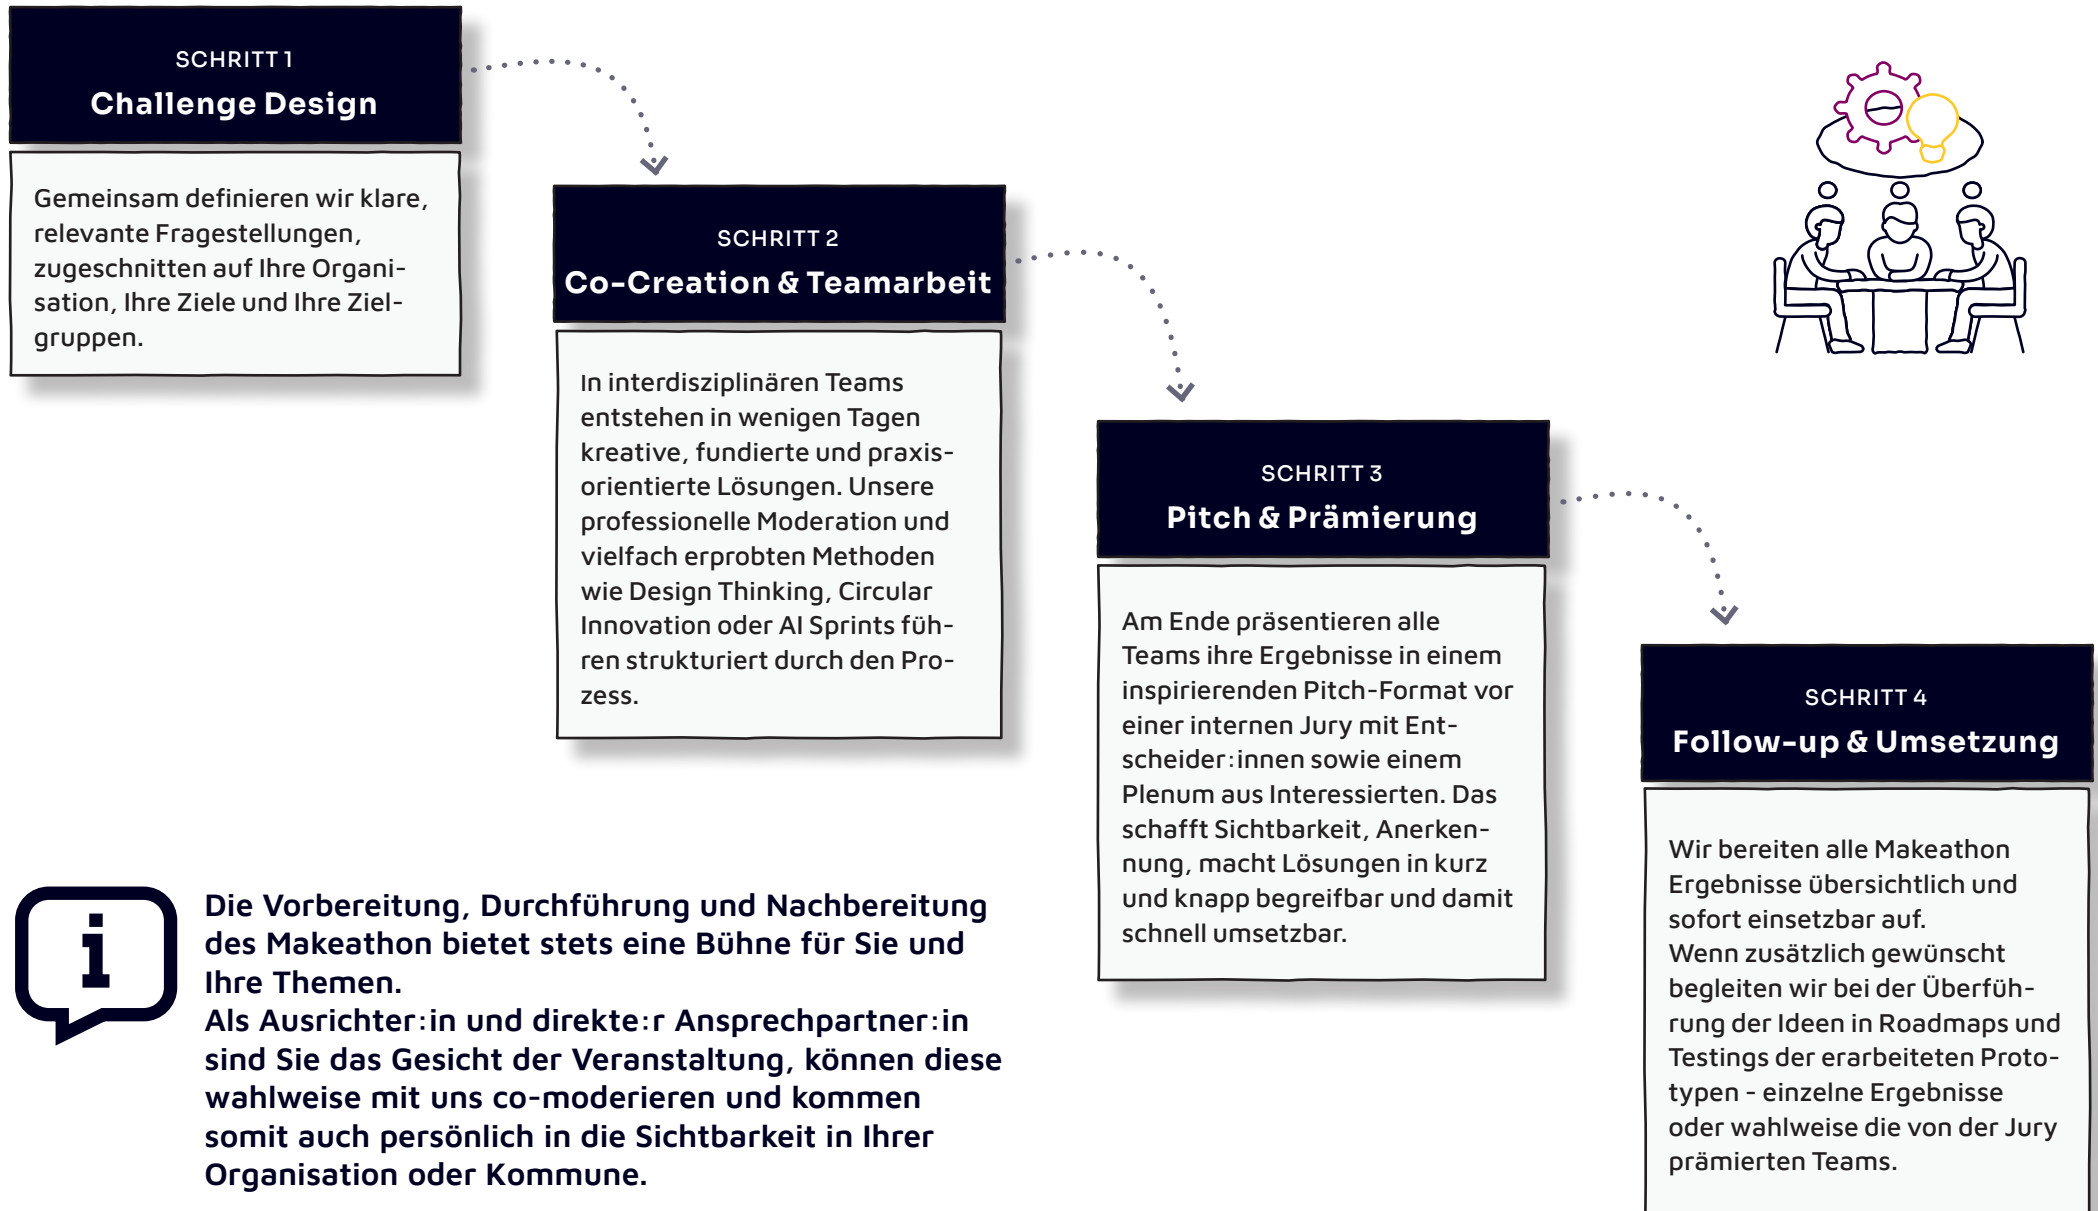 SCHRITT 1
Challenge Design
Gemeinsam definieren wir klare,
relevante Fragestellungen,
zugeschnitten auf Ihre Organi-
sation, Ihre Ziele und Ihre Ziel-
gruppen.
SCHRITT 2
Co-Creation & Teamarbeit
In interdisziplinären Teams
entstehen in wenigen Tagen
kreative, fundierte und praxis-
orientierte Lösungen. Unsere
professionelle Moderation und
vielfach erprobten Methoden
wie Design Thinking, Circular
Innovation oder AI Sprints füh-
ren strukturiert durch den Pro-
zess.
SCHRITT 3
Pitch & Prämierung
Am Ende präsentieren alle
Teams ihre Ergebnisse in einem
inspirierenden Pitch-Format vor
einer internen Jury mit Ent-
scheider:innen sowie einem
Plenum aus Interessierten. Das
schafft Sichtbarkeit, Anerken-
nung, macht Lösungen in kurz
und knapp begreifbar und damit
schnell umsetzbar.
SCHRITT 4
Follow-up & Umsetzung
Wir bereiten alle Makeathon
Ergebnisse übersichtlich und
sofort einsetzbar auf.
Wenn zusätzlich gewünscht
begleiten wir bei der Überfüh-
rung der Ideen in Roadmaps und
Testings der erarbeiteten Proto-
typen - einzelne Ergebnisse
oder wahlweise die von der Jury
prämierten Teams.
i
Die Vorbereitung, Durchführung und Nachbereitung
des Makeathon bietet stets eine Bühne für Sie und
Ihre Themen.
Als Ausrichter:in und direkte:r Ansprechpartner:in
sind Sie das Gesicht der Veranstaltung, können diese
wahlweise mit uns co-moderieren und kommen
somit auch persönlich in die Sichtbarkeit in Ihrer
Organisation oder Kommune.